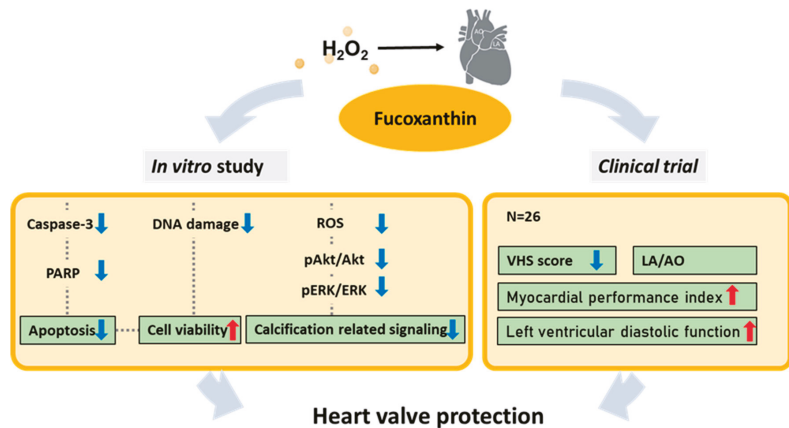 H2O2
AO
LA
Fucoxanthin
In vitro study
Clinical trial
Caspase-3
DNA damage
ROS
PARP
pAkt/Akt
pERK/ERK
Apoptosis
Cell viability
Calcification related signaling
N=26
VHS score
LA/AO
Myocardial performance index
Left ventricular diastolic function
Heart valve protection